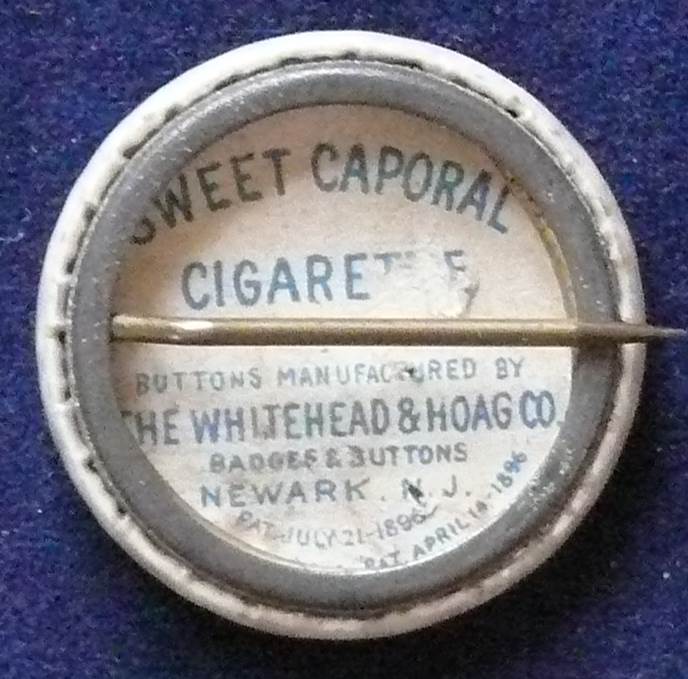 SWEET CAPORAL
CIGARETTE
BUTTONS MANUFACTURED BY
THE WHITEHEAD & HOAG CO.
BADGES & BUTTONS
NEWARK. N. J.
PAT. JULY 21-1896
PAT. APRIL 14-1896